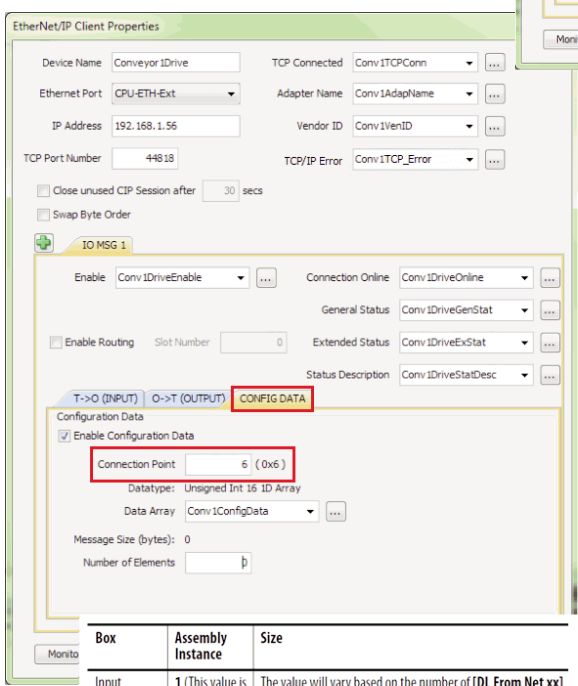 Moni
EtherNet/IP Client Properties
Device Name Conveyor1Drive TCP Connected Conv1TCPConn ...
Ethernet Port CPU-ETH-Ext Adapter Name Conv1AdapName ...
IP Address 192.168.1.56 Vendor ID Conv1VenID ...
TCP Port Number 44818 TCP/IP Error Conv1TCP_Error ...
Close unused CIP Session after 30 secs
Swap Byte Order
IO MSG 1
Enable Conv1DriveEnable ... Connection Online Conv1DriveOnline ...
General Status Conv1DriveGenStat ...
Enable Routing Slot Number 0 Extended Status Conv1DriveExStat ...
Status Description Conv1DriveStatDesc ...
T->O (INPUT) O->T (OUTPUT) CONFIG DATA
Configuration Data
Enable Configuration Data
Connection Point 6 (0x6)
Datatype: Unsigned Int 16 1D Array
Data Array Conv1ConfigData ...
Message Size (bytes): 0
Number of Elements
Monito
Box Assembly Instance Size
Input 1 (This value is The value will vary based on the number of [DL From Net xx]